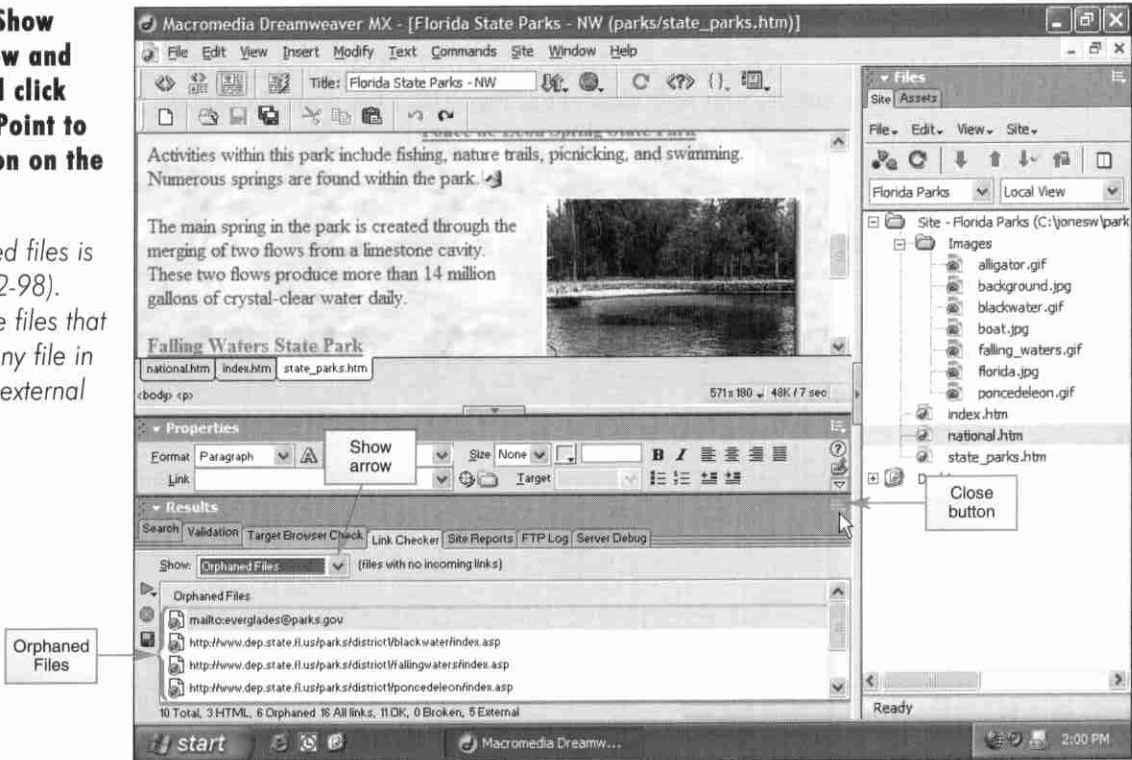 Show
w and
l click
Point to
on on the
ed files is
2-98).
e files that
ny file in
external
Macromedia Dreamweaver MX - [Florida State Parks - NW (parks/state_parks.htm)]
File Edit View Insert Modify Text Commands Site Window Help
Title: Florida State Parks - NW
Ponce de Leon Spring State Park
Activities within this park include fishing, nature trails, picnicking, and swimming.
Numerous springs are found within the park.
The main spring in the park is created through the
merging of two flows from a limestone cavity.
These two flows produce more than 14 million
gallons of crystal-clear water daily.
Falling Waters State Park
national.htm index.htm state_parks.htm
<body> <p>
571 x 180 48K / 7 sec
Properties
Format Paragraph Size None B I
Link Target
Show
arrow
Results
Search Validation Target Browser Check Link Checker Site Reports FTP Log Server Debug
Show: Orphaned Files (files with no incoming links)
Orphaned Files
mailto:everglades@parks.gov
http://www.dep.state.fl.us/parks/district1/blackwater/index.asp
http://www.dep.state.fl.us/parks/district1/fallingwaters/index.asp
http://www.dep.state.fl.us/parks/district1/poncedeleon/index.asp
10 Total, 3 HTML, 6 Orphaned 16 All links, 11 OK, 0 Broken, 5 External
Orphaned
Files
Files
Site Assets
File Edit View Site
Florida Parks Local View
Site - Florida Parks (C:\jonesw\park
Images
alligator.gif
background.jpg
blackwater.gif
boat.jpg
falling_waters.gif
florida.jpg
poncedeleon.gif
index.htm
national.htm
state_parks.htm
Close
button
Ready
start
Macromedia Dreamw...
2:00 PM